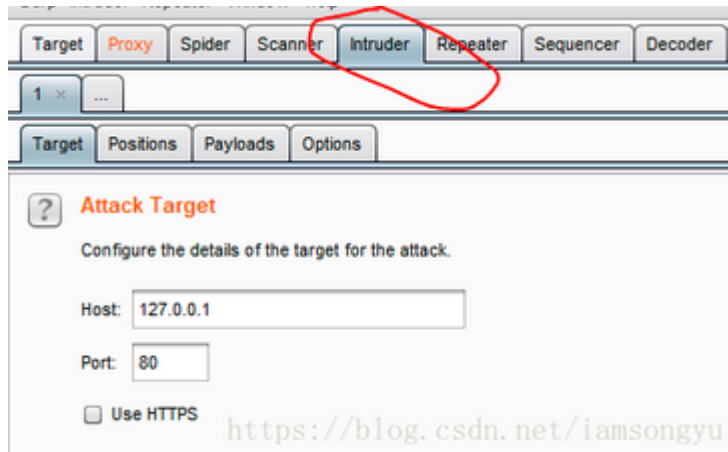 Target Proxy Spider Scanner Intruder Repeater Sequencer Decoder
1 × ...
Target Positions Payloads Options
? Attack Target
Configure the details of the target for the attack.
Host: 127.0.0.1
Port: 80
Use HTTPS
https://blog.csdn.net/iamsongyu